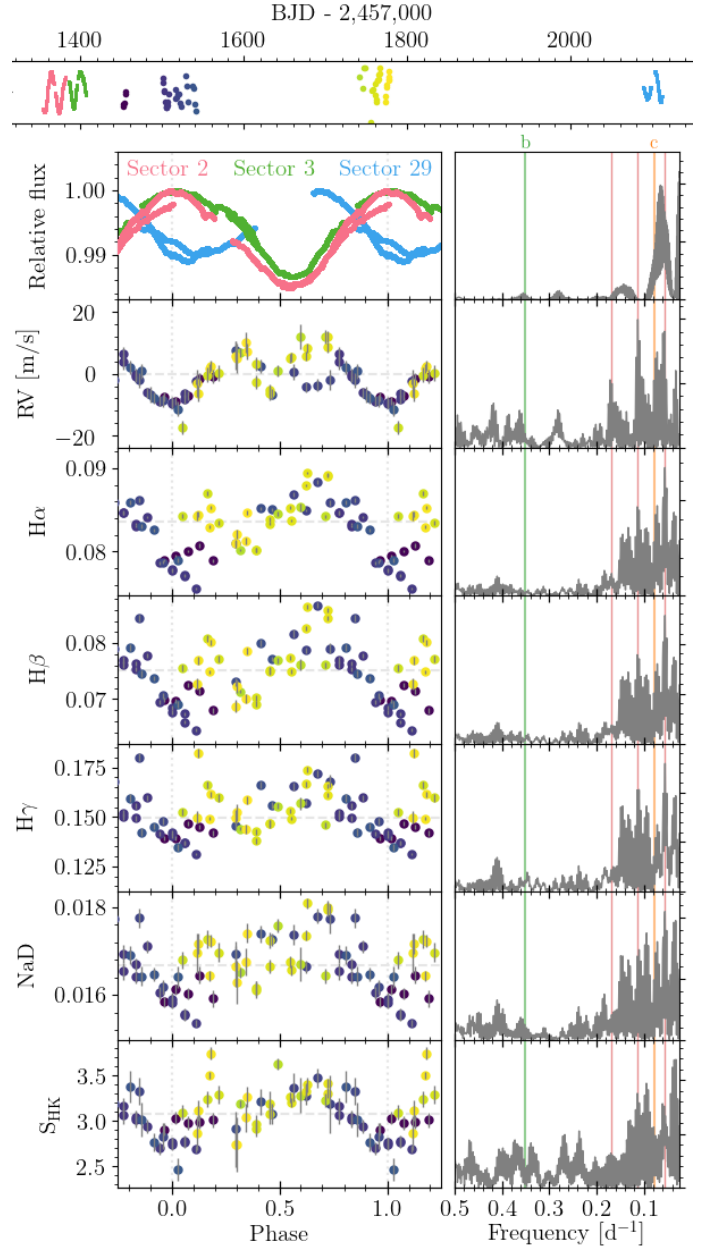 BJD - 2,457,000
1400 1600 1800 2000
b c
Sector 2 Sector 3 Sector 29
Relative flux
1.00
0.99
RV [m/s]
20
0
−20
Hα
0.09
0.08
Hβ
0.08
0.07
Hγ
0.175
0.150
0.125
NaD
0.018
0.016
S_HK
3.5
3.0
2.5
0.0 0.5 1.0 0.5 0.4 0.3 0.2 0.1
Phase Frequency [d⁻¹]